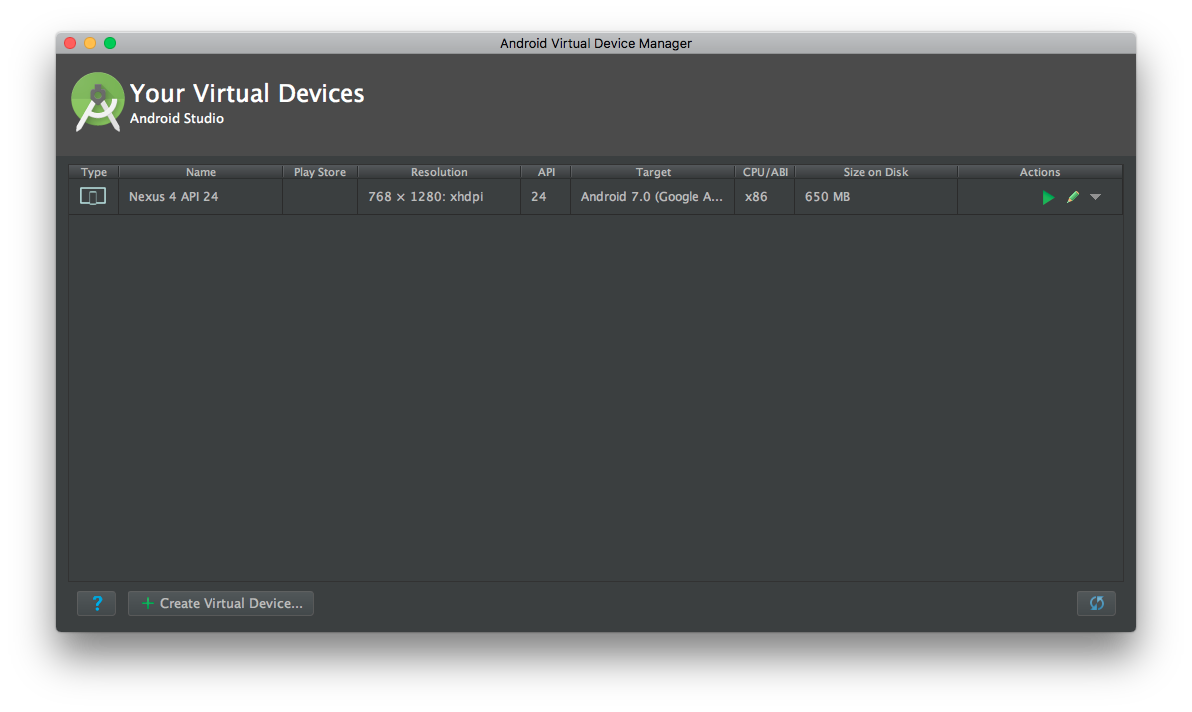 Android Virtual Device Manager
Your Virtual Devices
Android Studio
Type Name Play Store Resolution API Target CPU/ABI Size on Disk Actions
Nexus 4 API 24 768 × 1280: xhdpi 24 Android 7.0 (Google A... x86 650 MB
? + Create Virtual Device...